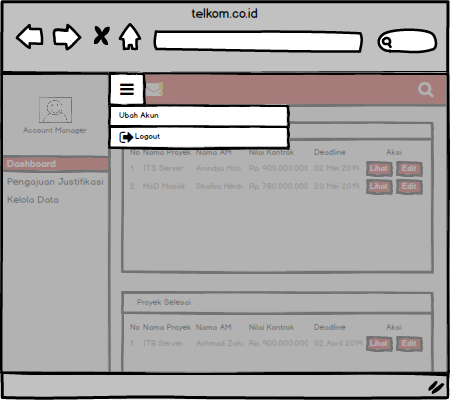 telkom.co.id
Ubah Akun
Logout
Account Manager
Dashboard
Pengajuan Justifikasi
Kelola Data
No Nama Proyek Nama AM Nilai Kontrak Deadline Aksi
1. ITS Server Anindya Hati Rp. 900.000.000 02 Mei 2019 Lihat Edit
2. MoD Mobile Shafira Herdi Rp. 780.000.000 20 Mei 2019 Lihat Edit
Proyek Selesai
No Nama Proyek Nama AM Nilai Kontrak Deadline Aksi
1. ITB Server Achmad Zaki Rp. 900.000.000 02 April 2019 Lihat Edit